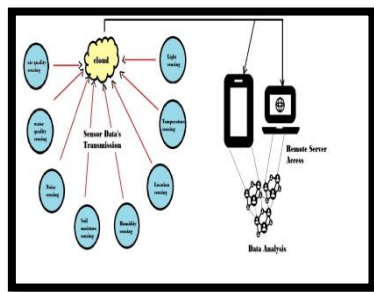 cloud
air quality
sensing
Light
sensing
water
quality
sensing
Temperature
sensing
Sensor Data's
Transmission
Noise
sensing
Location
sensing
Soil
moisture
sensing
Humidity
sensing
Remote Server
Access
Data Analysis